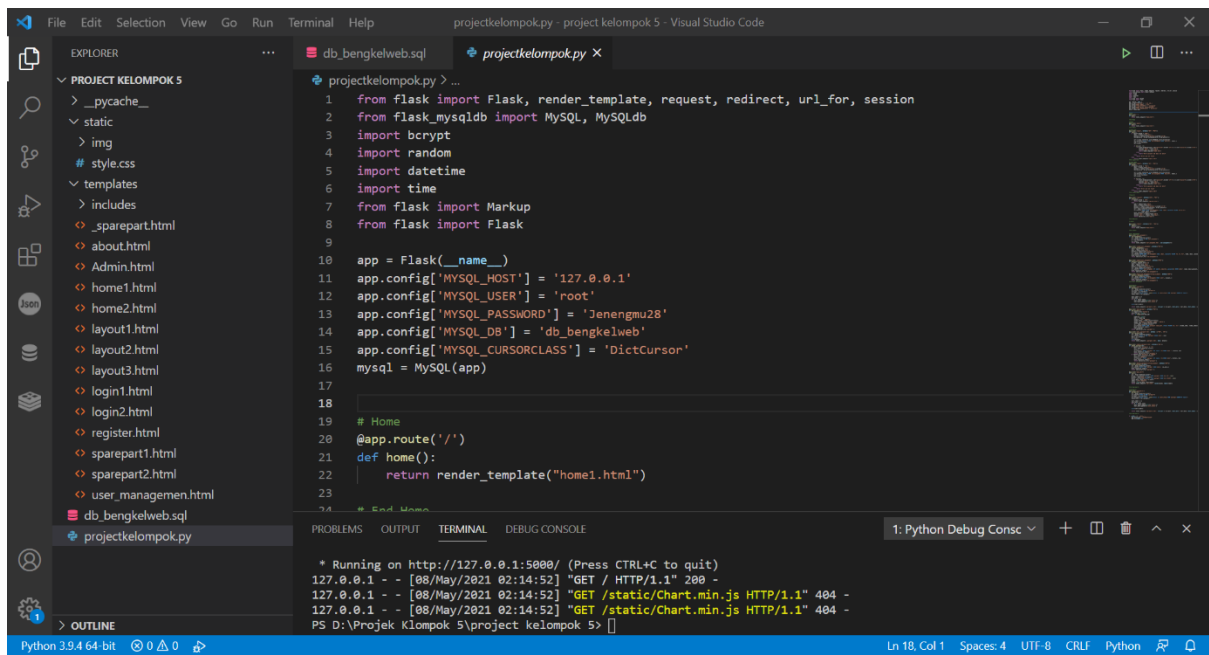 File Edit Selection View Go Run Terminal Help projectkelompok.py - project kelompok 5 - Visual Studio Code
EXPLORER
PROJECT KELOMPOK 5
__pycache__
static
img
# style.css
templates
includes
<> _sparepart.html
<> about.html
<> Admin.html
<> home1.html
<> home2.html
<> layout1.html
<> layout2.html
<> layout3.html
<> login1.html
<> login2.html
<> register.html
<> sparepart1.html
<> sparepart2.html
<> user_managemen.html
db_bengkelweb.sql
projectkelompok.py
OUTLINE
Json
1
db_bengkelweb.sql projectkelompok.py
projectkelompok.py > ...
1 from flask import Flask, render_template, request, redirect, url_for, session
2 from flask_mysqldb import MySQL, MySQLdb
3 import bcrypt
4 import random
5 import datetime
6 import time
7 from flask import Markup
8 from flask import Flask
9
10 app = Flask(__name__)
11 app.config['MYSQL_HOST'] = '127.0.0.1'
12 app.config['MYSQL_USER'] = 'root'
13 app.config['MYSQL_PASSWORD'] = 'Jenengmu28'
14 app.config['MYSQL_DB'] = 'db_bengkelweb'
15 app.config['MYSQL_CURSORCLASS'] = 'DictCursor'
16 mysql = MySQL(app)
17
18
19 # Home
20 @app.route('/')
21 def home():
22 return render_template("home1.html")
23
24 # End Home
PROBLEMS OUTPUT TERMINAL DEBUG CONSOLE 1: Python Debug Consc
* Running on http://127.0.0.1:5000/ (Press CTRL+C to quit)
127.0.0.1 - - [08/May/2021 02:14:52] "GET / HTTP/1.1" 200 -
127.0.0.1 - - [08/May/2021 02:14:52] "GET /static/Chart.min.js HTTP/1.1" 404 -
127.0.0.1 - - [08/May/2021 02:14:52] "GET /static/Chart.min.js HTTP/1.1" 404 -
PS D:\Projek Klompok 5\project kelompok 5>
Python 3.9.4 64-bit 0 0 Ln 18, Col 1 Spaces: 4 UTF-8 CRLF Python